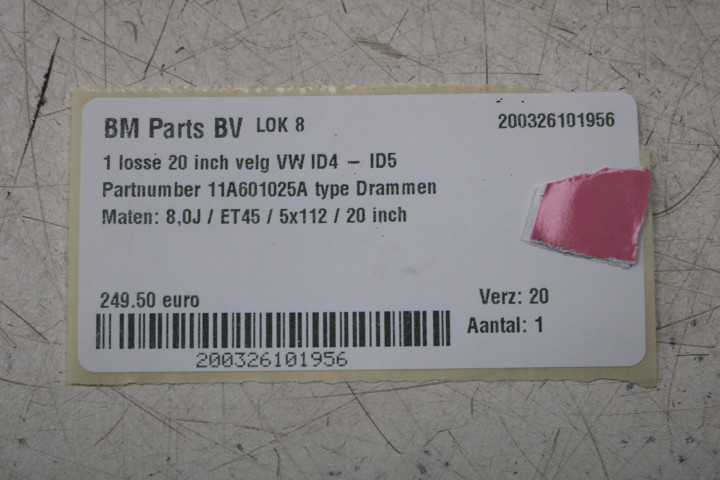 BM Parts BV LOK 8 200326101956
1 losse 20 inch velg VW ID4 – ID5
Partnumber 11A601025A type Drammen
Maten: 8,0J / ET45 / 5x112 / 20 inch
249.50 euro Verz: 20
Aantal: 1
200326101956